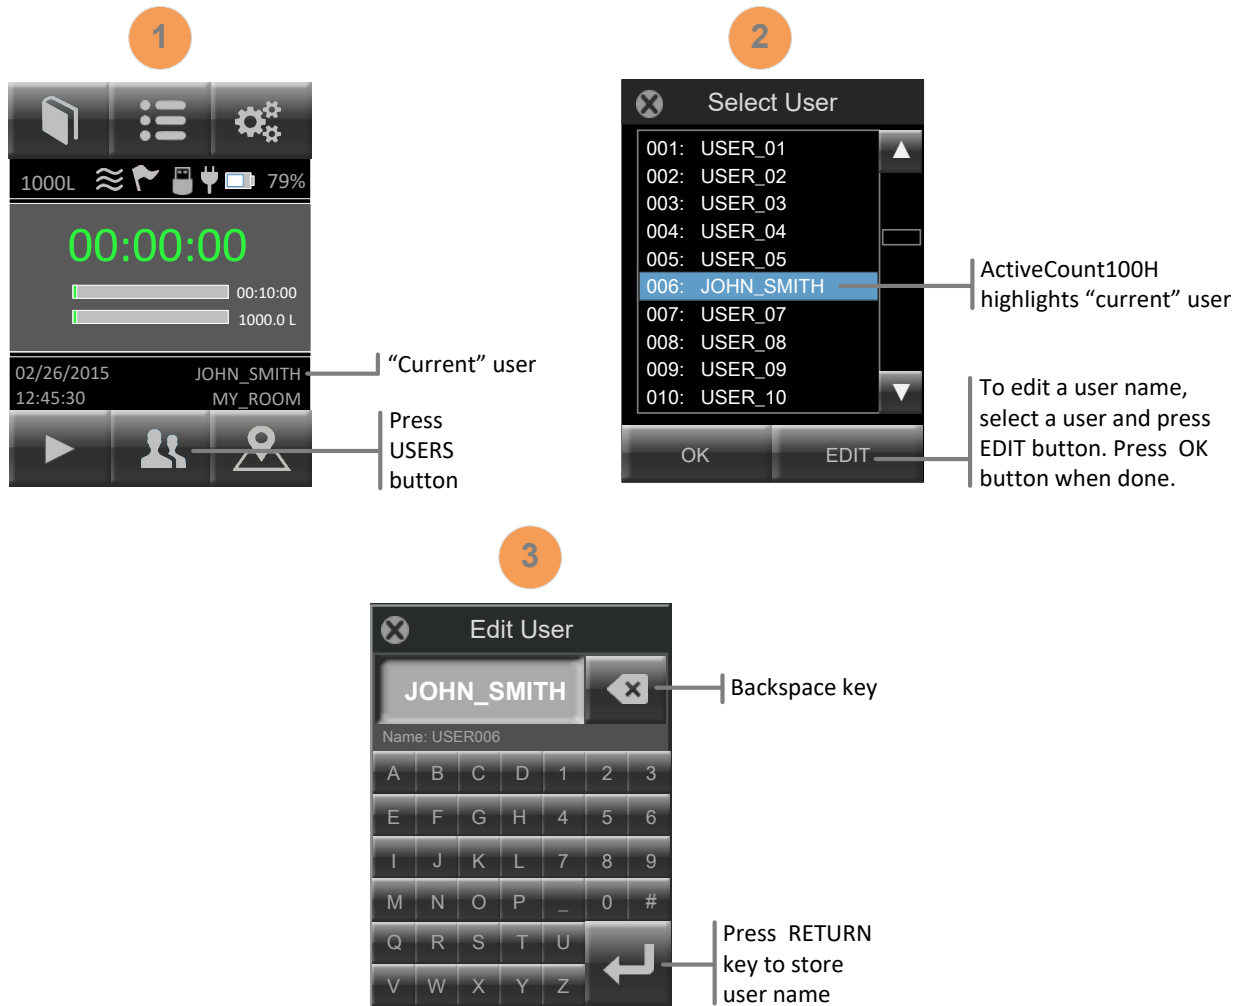 1
2
1000L
79%
00:00:00
00:10:00
1000.0 L
02/26/2015 JOHN_SMITH
12:45:30 MY_ROOM
“Current” user
Press
USERS
button
Select User
001: USER_01
002: USER_02
003: USER_03
004: USER_04
005: USER_05
006: JOHN_SMITH
007: USER_07
008: USER_08
009: USER_09
010: USER_10
OK EDIT
ActiveCount100H
highlights “current” user
To edit a user name,
select a user and press
EDIT button. Press OK
button when done.
3
Edit User
JOHN_SMITH
Name: USER006
A B C D 1 2 3
E F G H 4 5 6
I J K L 7 8 9
M N O P _ 0 #
Q R S T U
V W X Y Z
Backspace key
Press RETURN
key to store
user name